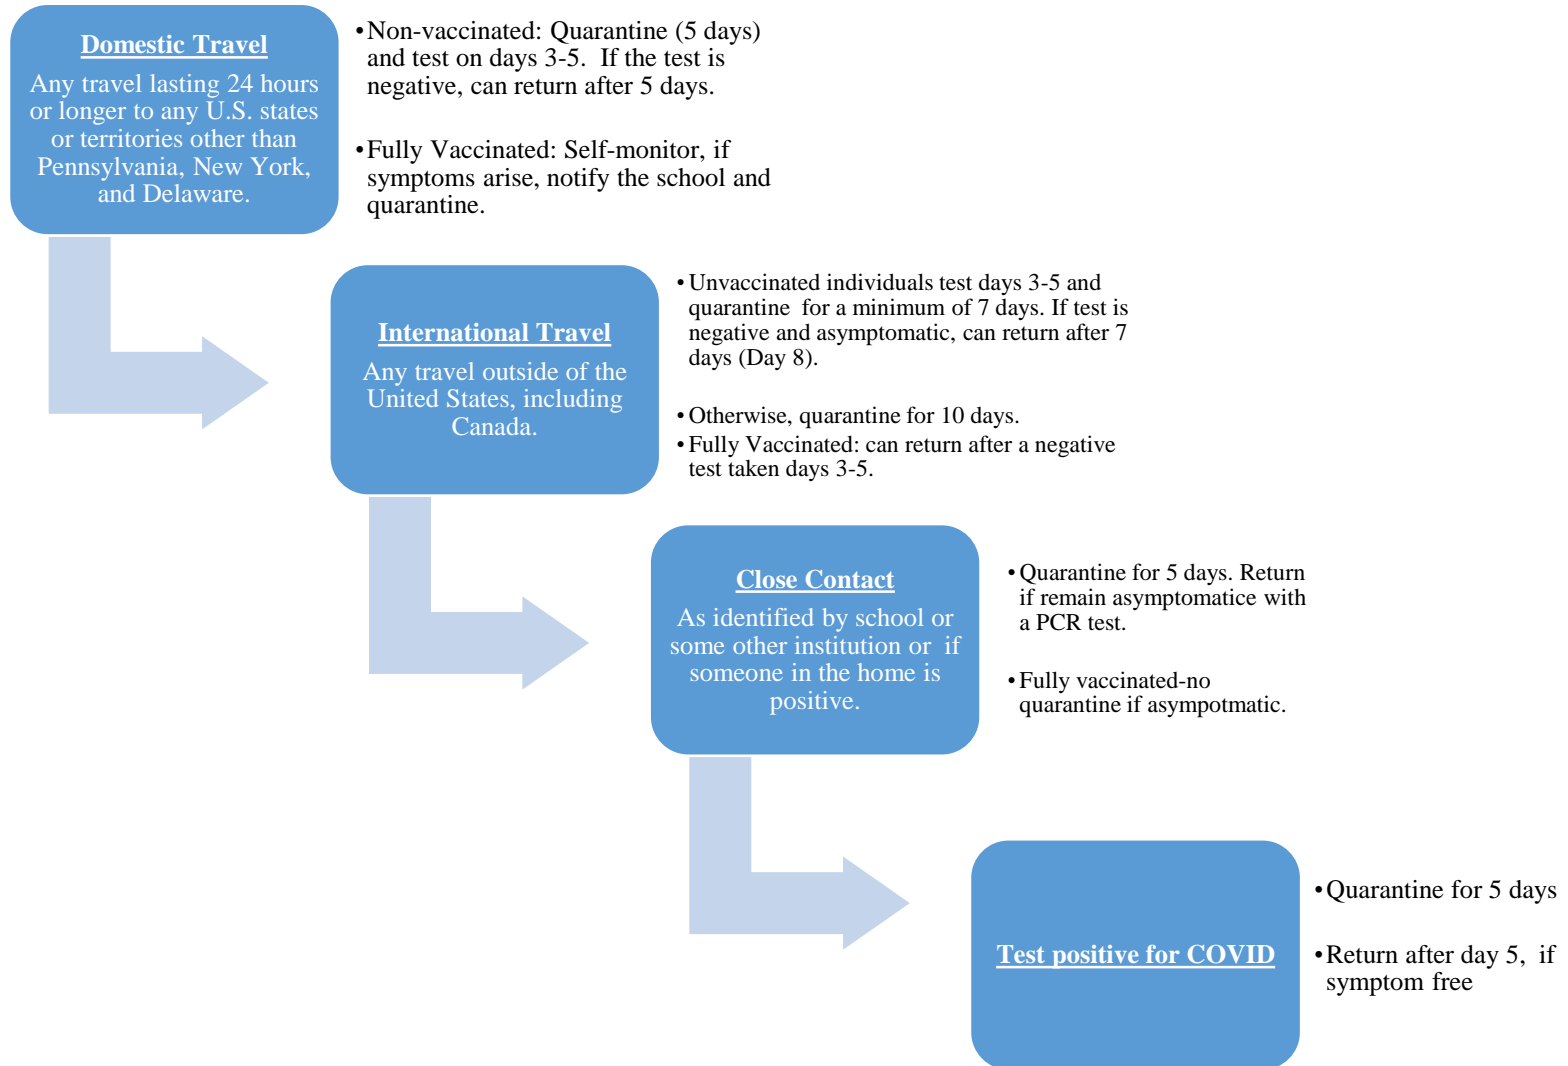 Domestic Travel
Any travel lasting 24 hours
or longer to any U.S. states
or territories other than
Pennsylvania, New York,
and Delaware.
•Non-vaccinated: Quarantine (5 days)
and test on days 3-5.  If the test is
negative, can return after 5 days.
•Fully Vaccinated: Self-monitor, if
symptoms arise, notify the school and
quarantine.
International Travel
Any travel outside of the
United States, including
Canada.
•Unvaccinated individuals test days 3-5 and
quarantine  for a minimum of 7 days. If test is
negative and asymptomatic, can return after 7
days (Day 8).
•Otherwise, quarantine for 10 days.
•Fully Vaccinated: can return after a negative
test taken days 3-5.
Close Contact
As identified by school or
some other institution or  if
someone in the home is
positive.
•Quarantine for 5 days. Return
if remain asymptomatice with
a PCR test.
•Fully vaccinated-no
quarantine if asympotmatic.
Test positive for COVID
•Quarantine for 5 days
•Return after day 5,  if
symptom free